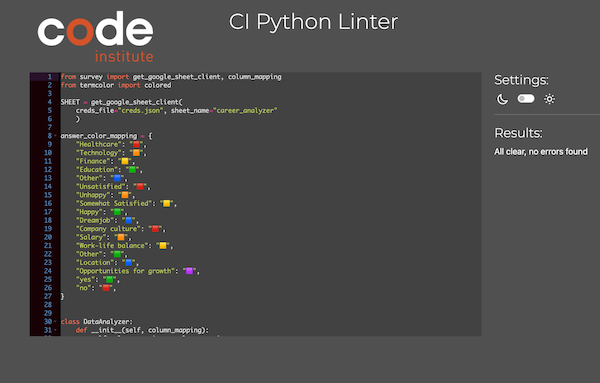 code
institute
CI Python Linter
1 from survey import get_google_sheet_client, column_mapping
2 from termcolor import colored
3
4 SHEET = get_google_sheet_client(
5 creds_file="creds.json", sheet_name="career_analyzer"
6 )
7
8 answer_color_mapping = {
9 "Healthcare": "🟥",
10 "Technology": "🟧",
11 "Finance": "🟨",
12 "Education": "🟩",
13 "Other": "🟦",
14 "Unsatisfied": "🟥",
15 "Unhappy": "🟧",
16 "Somewhat Satisfied": "🟨",
17 "Happy": "🟩",
18 "Dreamjob": "🟦",
19 "Company culture": "🟥",
20 "Salary": "🟧",
21 "Work-life balance": "🟨",
22 "Other": "🟩",
23 "Location": "🟦",
24 "Opportunities for growth": "🟪",
25 "yes": "🟩",
26 "no": "🟥",
27 }
28
29
30 class DataAnalyzer:
31 def __init__(self, column_mapping):
Settings:
Results:
All clear, no errors found